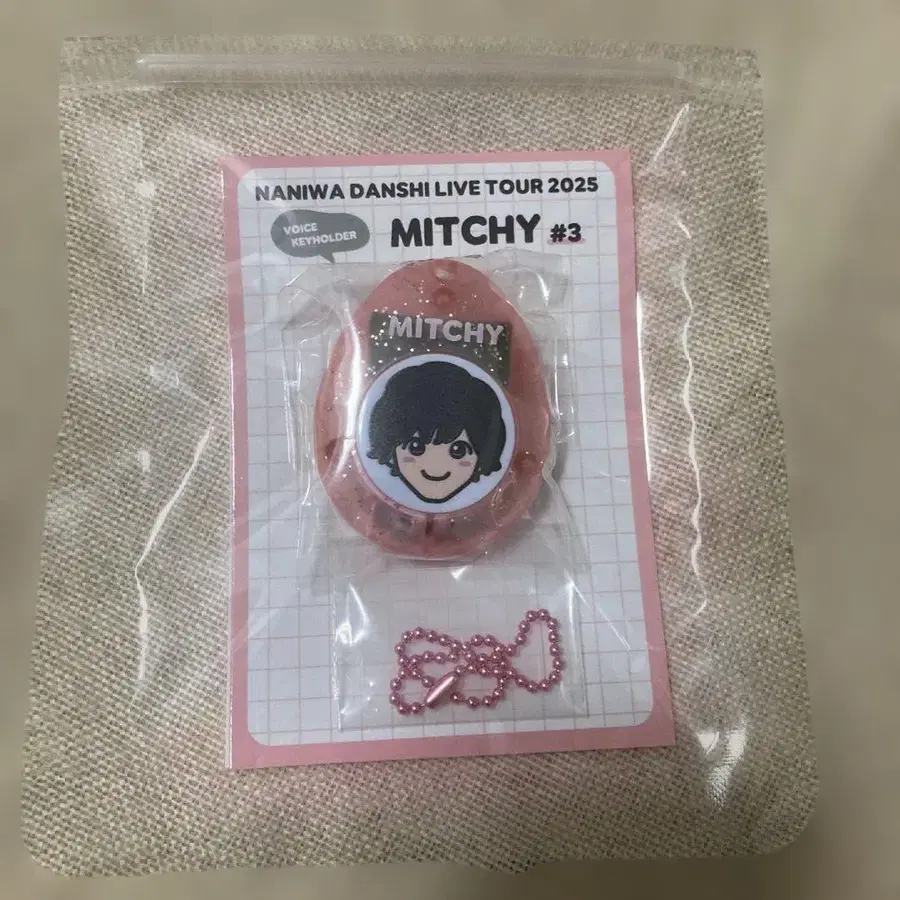 NANIWA DANSHI LIVE TOUR 2025
VOICE
KEYHOLDER
MITCHY #3
MITCHY